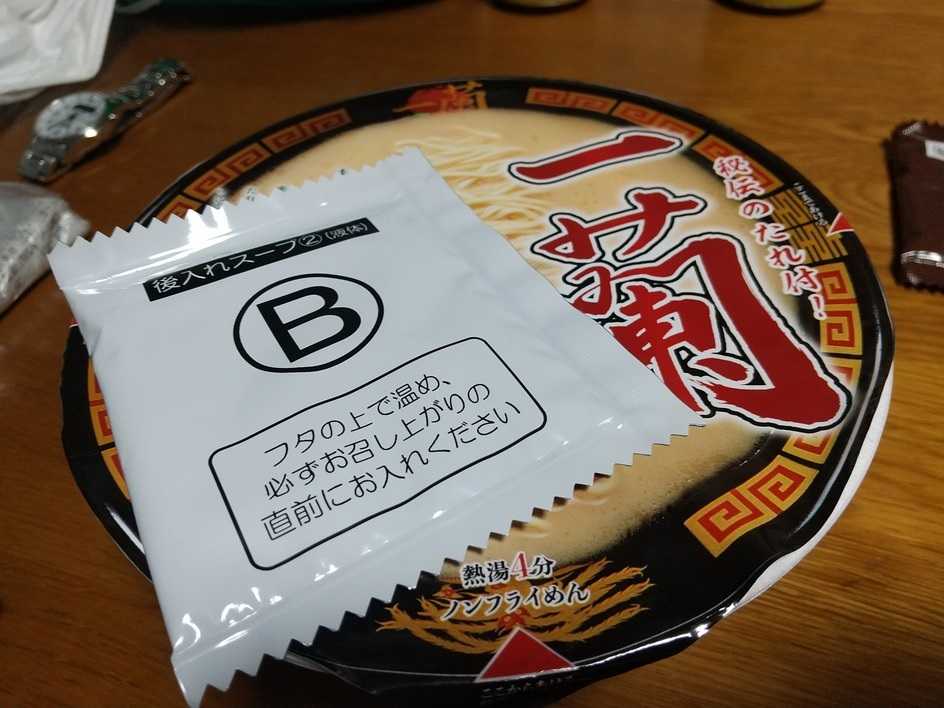 一蘭
一蘭
秘伝のたれ付!
後入れスープ②(液体)
B
フタの上で温め、
必ずお召し上がりの
直前にお入れください
熱湯4分
ノンフライめん